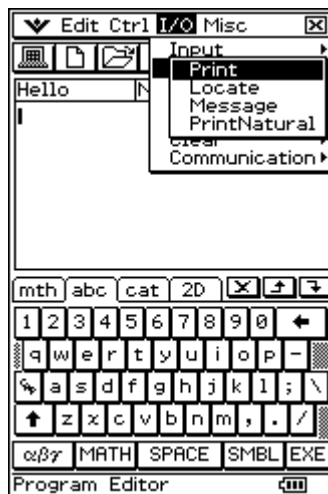 Edit Ctrl I/O Misc
Input
Print
Hello N
Locate
Message
PrintNatural
Clear
Communication
mth abc cat 2D
1 2 3 4 5 6 7 8 9 0
q w e r t y u i o p -
a s d f g h j k l ; \
z x c v b n m , . /
αβγ MATH SPACE SMBL EXE
Program Editor